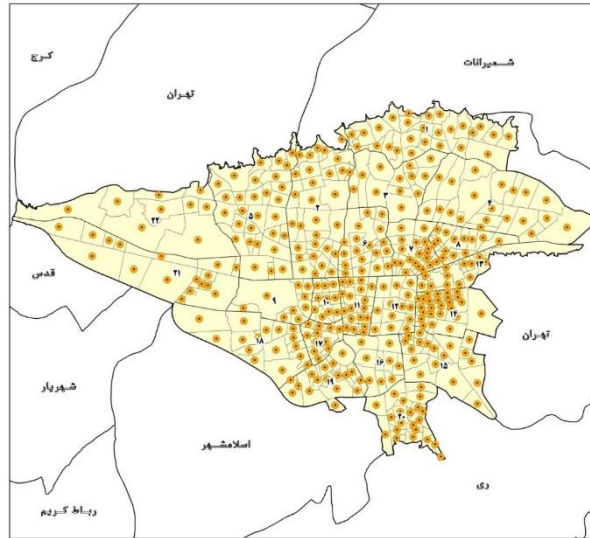 کرج
شمیرانات
تهران
۱
۴
۳
۲
۵
۲۲
۶
۷
۸
۱۳
۲۱
قدس
۹
۱۰
۱۱
۱۲
۱۴
تهران
۱۸
۱۷
۱۶
۱۵
۱۹
شهریار
۲۰
اسلامشهر
ری
رباط کریم